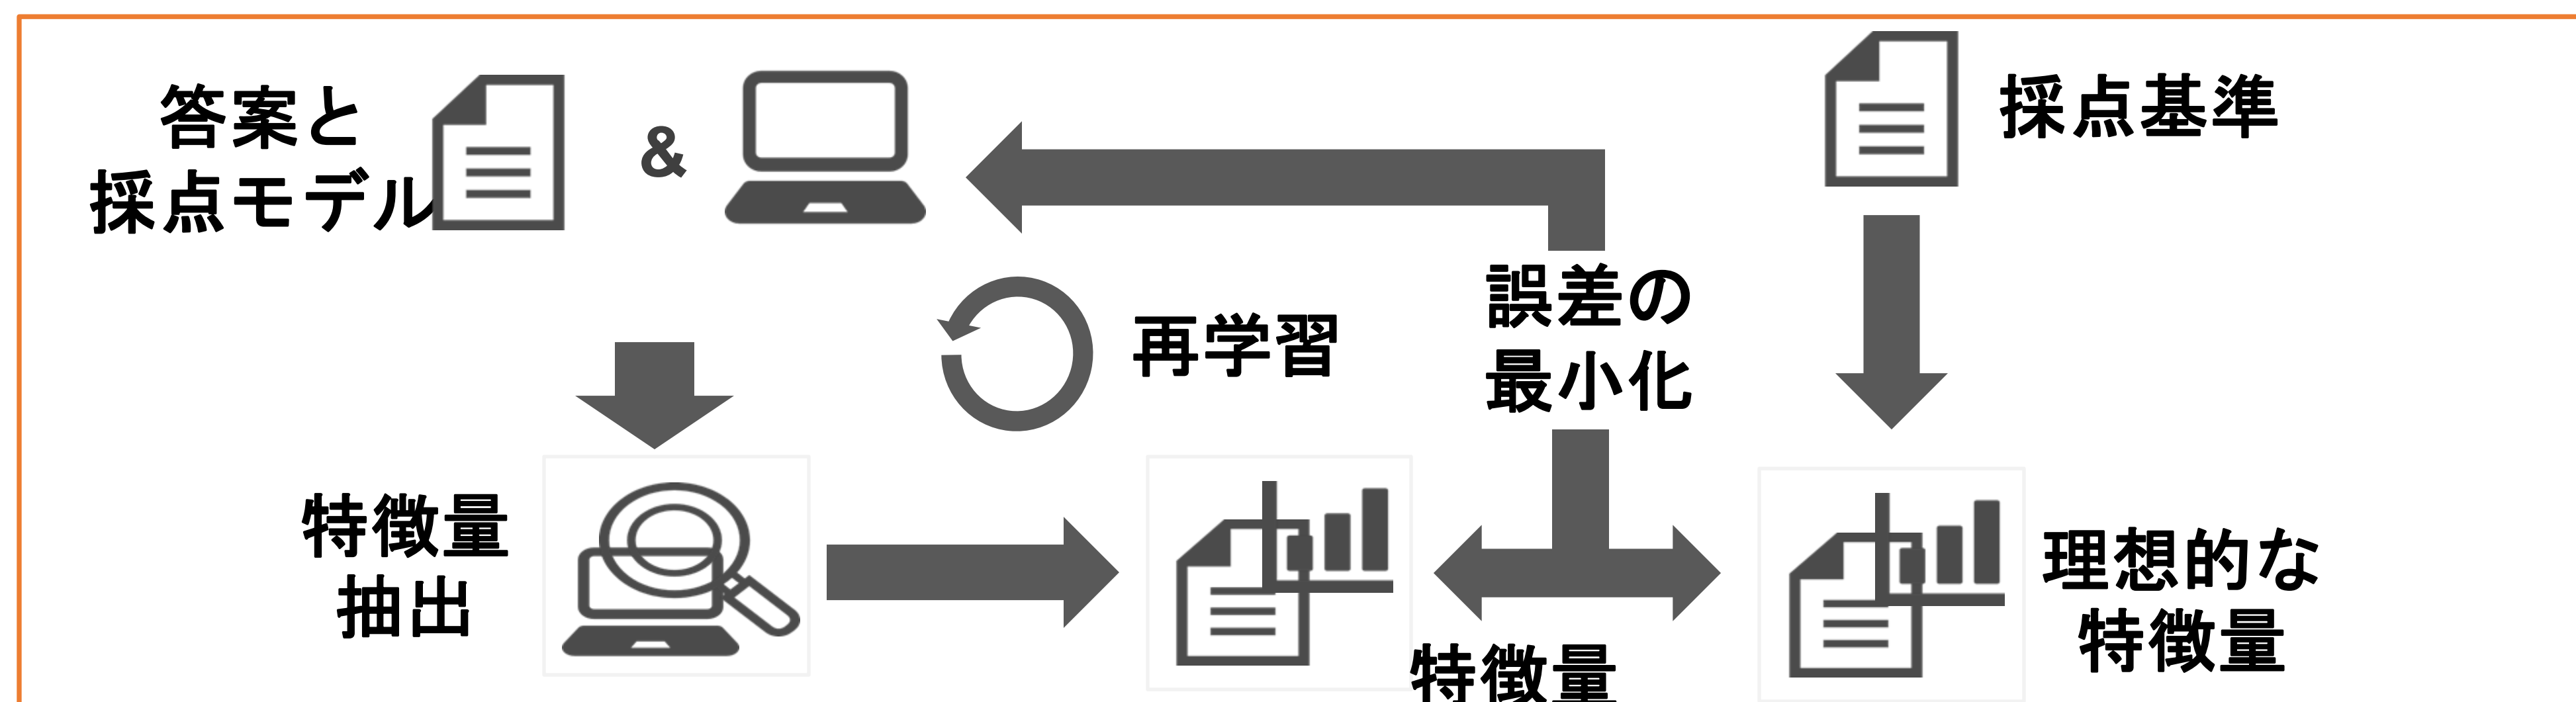 答案と
採点モデル
&
採点基準
誤差の
最小化
再学習
特徴量
抽出
理想的な
特徴量
特徴量